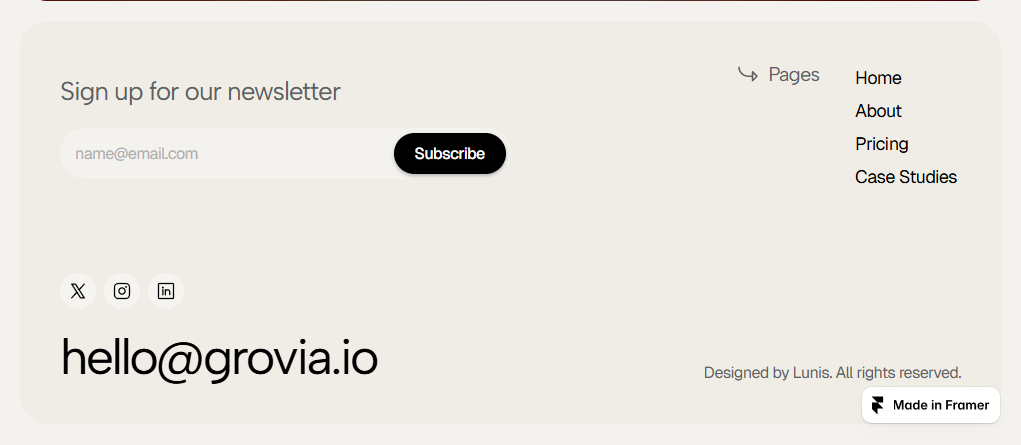 Sign up for our newsletter
name@email.com
Subscribe
Pages
Home
About
Pricing
Case Studies
hello@grovia.io
Designed by Lunis. All rights reserved.
Made in Framer